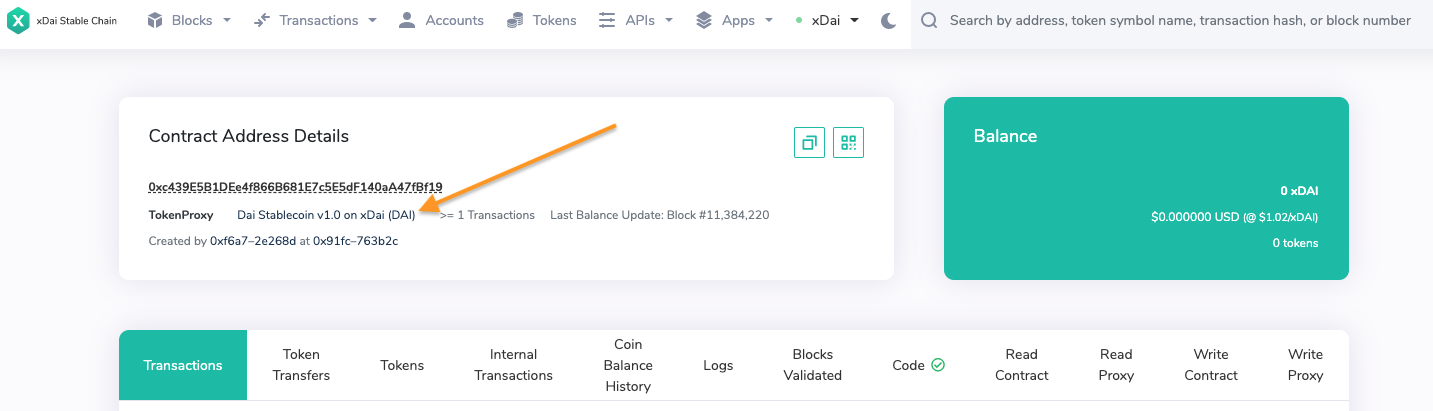 xDai Stable Chain Blocks Transactions Accounts Tokens APIs Apps xDai Search by address, token symbol name, transaction hash, or block number
Contract Address Details
0xc439E5B1DEe4f866B681E7c5E5dF140aA47fBf19
TokenProxy Dai Stablecoin v1.0 on xDai (DAI) >= 1 Transactions Last Balance Update: Block #11,384,220
Created by 0xf6a7–2e268d at 0x91fc–763b2c
Balance
0 xDAI
$0.000000 USD (@ $1.02/xDAI)
0 tokens
Transactions
Token
Transfers
Tokens
Internal
Transactions
Coin
Balance
History
Logs
Blocks
Validated
Code
Read
Contract
Read
Proxy
Write
Contract
Write
Proxy